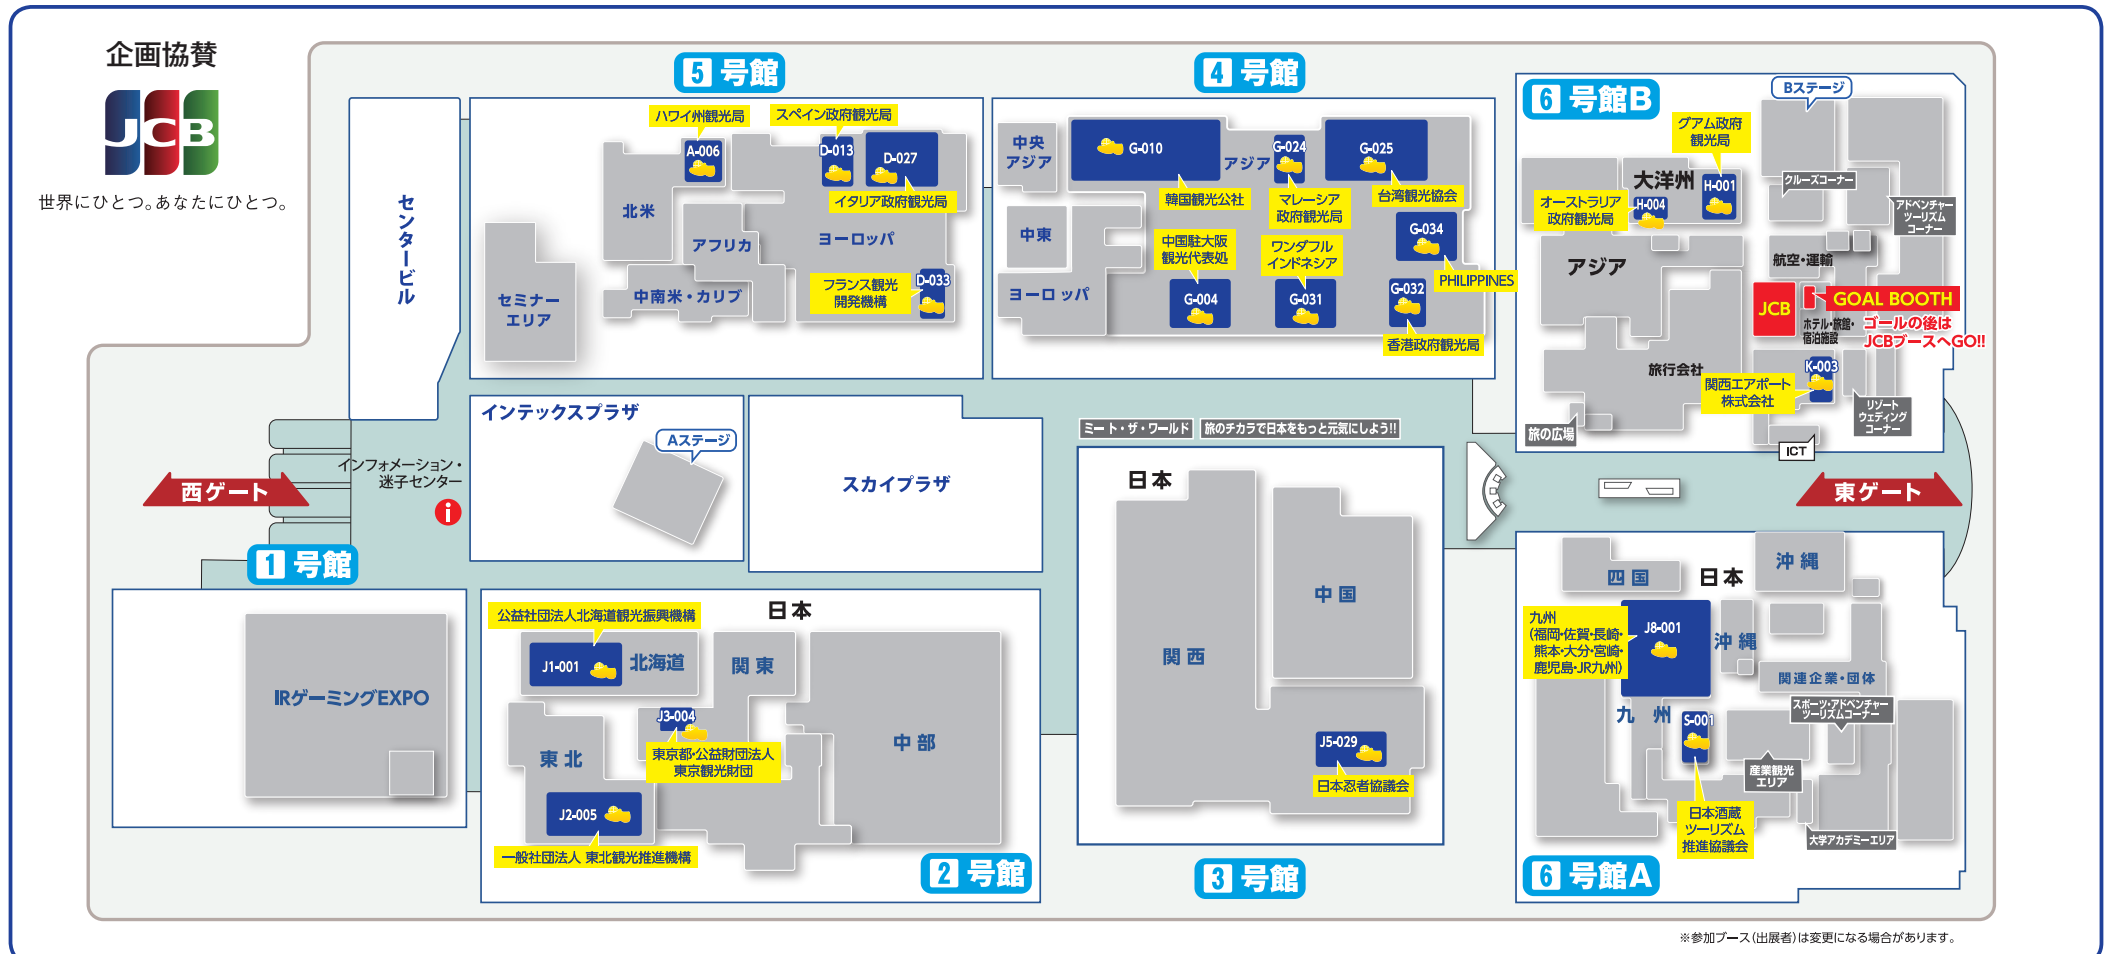 企画協賛
JCB
世界にひとつ。あなたにひとつ。
5 号館
ハワイ州観光局
スペイン政府観光局
A-006
D-013
D-027
イタリア政府観光局
北米
アフリカ
ヨーロッパ
中南米・カリブ
フランス観光
開発機構
D-033
セミナー
エリア
センタービル
4 号館
中央
アジア
G-010
韓国観光公社
アジア
G-024
マレーシア
政府観光局
G-025
台湾観光協会
中東
ヨーロッパ
中国駐大阪
観光代表処
G-004
ワンダフル
インドネシア
G-031
G-034
PHILIPPINES
G-032
香港政府観光局
6 号館B
Bステージ
グアム政府
観光局
大洋州
H-001
オーストラリア
政府観光局
H-004
クルーズコーナー
アドベンチャー
ツーリズム
コーナー
アジア
航空・運輸
JCB
GOAL BOOTH
ゴールの後は
JCBブースへGO!!
ホテル・旅館・
宿泊施設
旅行会社
K-003
関西エアポート
株式会社
リゾート
ウェディング
コーナー
旅の広場
ICT
インテックスプラザ
Aステージ
スカイプラザ
ミート・ザ・ワールド
旅のチカラで日本をもっと元気にしよう!!
インフォメーション・
迷子センター
i
西ゲート
東ゲート
1 号館
IRゲーミングEXPO
日本
公益社団法人北海道観光振興機構
J1-001
北海道
関東
J3-004
東京都・公益財団法人
東京観光財団
東北
中部
J2-005
一般社団法人 東北観光推進機構
2 号館
日本
関西
中国
J5-029
日本忍者協議会
3 号館
四国
日本
沖縄
九州
(福岡・佐賀・長崎・
熊本・大分・宮崎・
鹿児島・JR九州)
J8-001
沖縄
関連企業・団体
九州
S-001
スポーツ・アドベンチャー
ツーリズムコーナー
産業観光
エリア
日本酒蔵
ツーリズム
推進協議会
大学アカデミーエリア
6 号館A
※参加ブース(出展者)は変更になる場合があります。